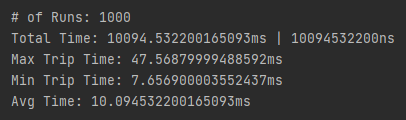 # of Runs: 1000
Total Time: 10094.532200165093ms | 10094532200ns
Max Trip Time: 47.56879999488592ms
Min Trip Time: 7.656900003552437ms
Avg Time: 10.094532200165093ms